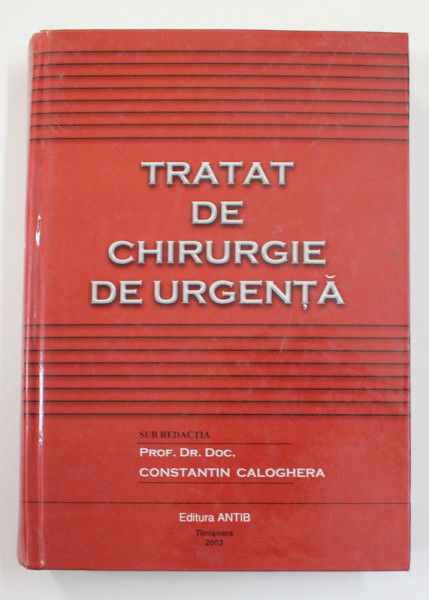 TRATAT
DE
CHIRURGIE
DE URGENȚĂ
SUB REDACȚIA
PROF. DR. DOC.
CONSTANTIN CALOGHERA
Editura ANTIB
Timișoara
2003